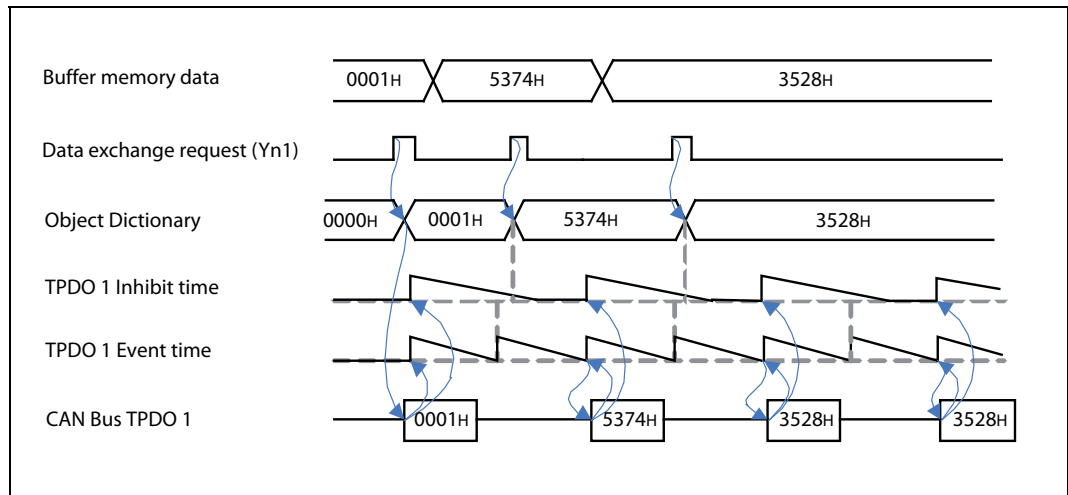 Buffer memory data 0001H 5374H 3528H
Data exchange request (Yn1)
Object Dictionary 0000H 0001H 5374H 3528H
TPDO 1 Inhibit time
TPDO 1 Event time
CAN Bus TPDO 1 0001H 5374H 3528H 3528H